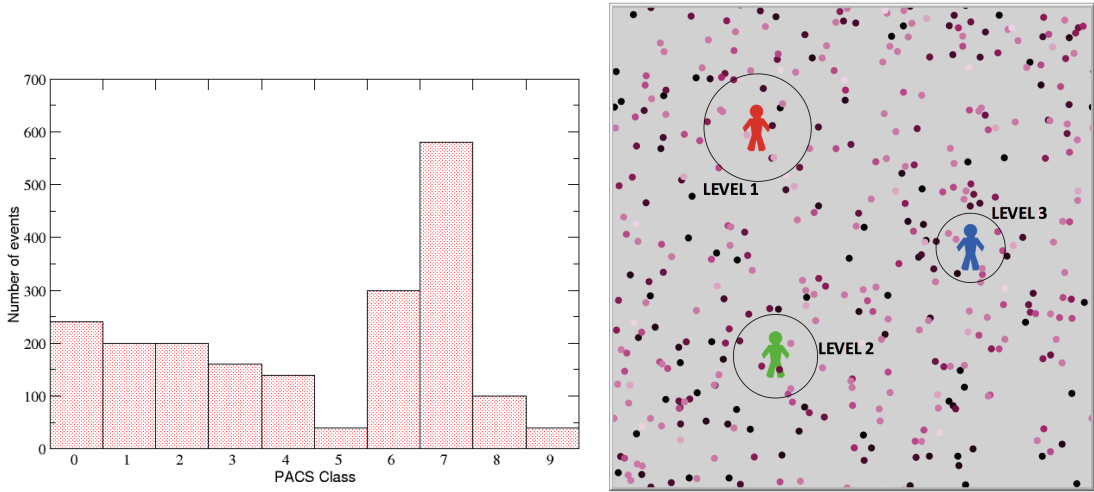 700
600
500
400
300
200
100
0
Number of events
0 1 2 3 4 5 6 7 8 9
PACS Class
LEVEL 1
LEVEL 3
LEVEL 2